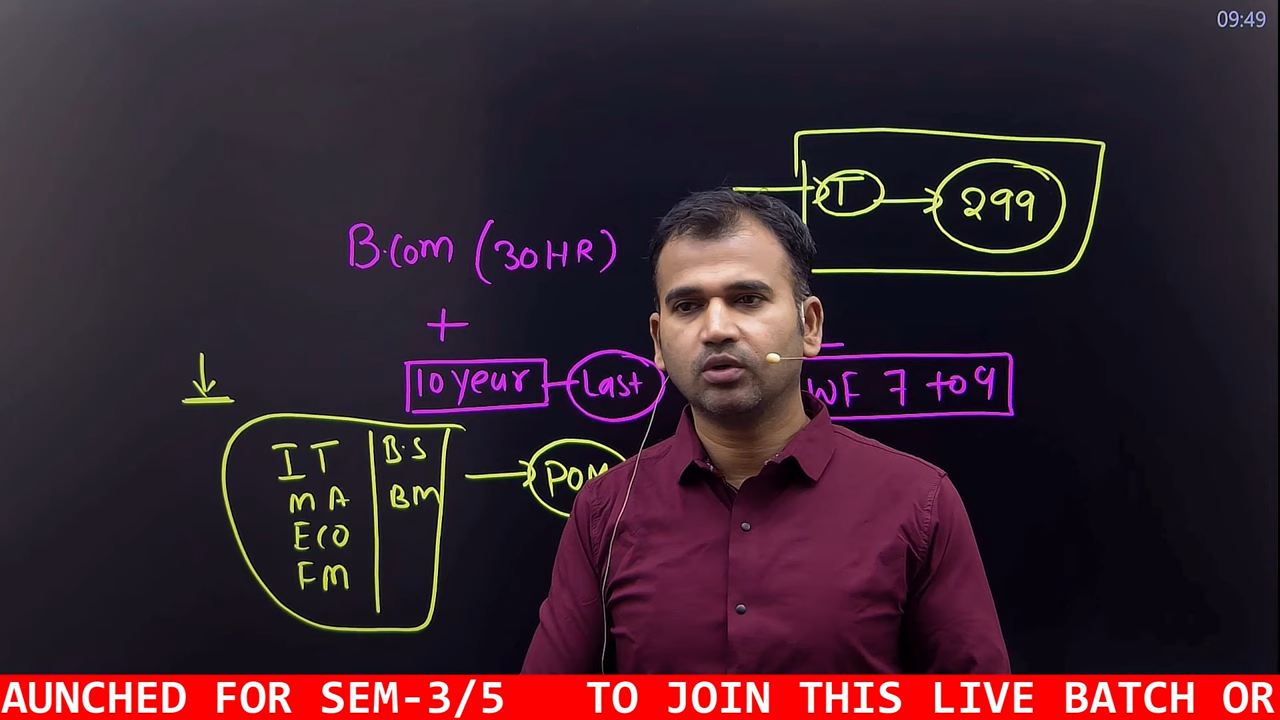 09:49
T 299
B.Com (30HR)
+
10 year Last WF 7 to 9
IT B.S
MA BM POM
ECO
FM
AUNCHED FOR SEM-3/5 TO JOIN THIS LIVE BATCH OR